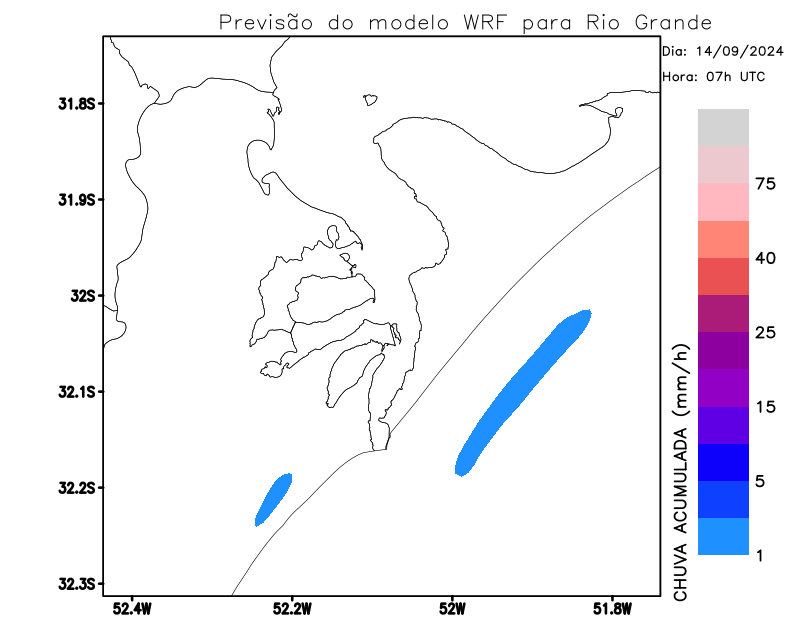 Previsão do modelo WRF para Rio Grande
Dia: 14/09/2024
Hora: 07h UTC
31.8S
31.9S
32S
32.1S
32.2S
32.3S
52.4W
52.2W
52W
51.8W
75
40
25
15
5
1
CHUVA ACUMULADA (mm/h)